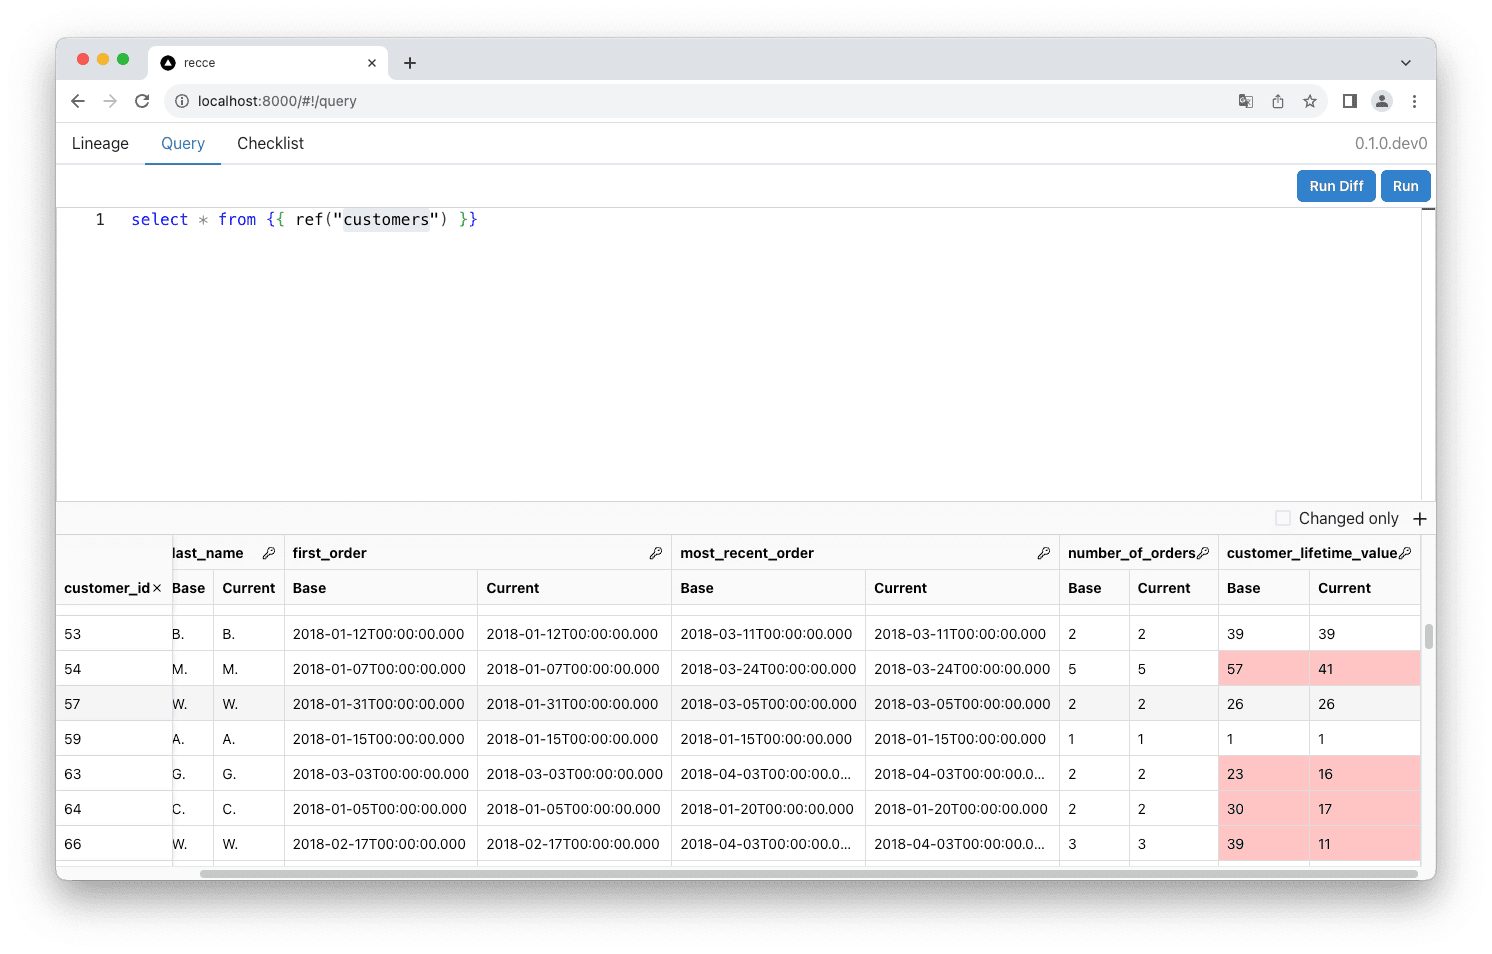 recce
localhost:8000/#!/query
Lineage Query Checklist 0.1.0.dev0
Run Diff Run
1 select * from {{ ref("customers") }}
Changed only
last_name first_order most_recent_order number_of_orders customer_lifetime_value
customer_id Base Current Base Current Base Current Base Current Base Current
53 B. B. 2018-01-12T00:00:00.000 2018-01-12T00:00:00.000 2018-03-11T00:00:00.000 2018-03-11T00:00:00.000 2 2 39 39
54 M. M. 2018-01-07T00:00:00.000 2018-01-07T00:00:00.000 2018-03-24T00:00:00.000 2018-03-24T00:00:00.000 5 5 57 41
57 W. W. 2018-01-31T00:00:00.000 2018-01-31T00:00:00.000 2018-03-05T00:00:00.000 2018-03-05T00:00:00.000 2 2 26 26
59 A. A. 2018-01-15T00:00:00.000 2018-01-15T00:00:00.000 2018-01-15T00:00:00.000 2018-01-15T00:00:00.000 1 1 1 1
63 G. G. 2018-03-03T00:00:00.000 2018-03-03T00:00:00.000 2018-04-03T00:00:00.0... 2018-04-03T00:00:00.0... 2 2 23 16
64 C. C. 2018-01-05T00:00:00.000 2018-01-05T00:00:00.000 2018-01-20T00:00:00.000 2018-01-20T00:00:00.000 2 2 30 17
66 W. W. 2018-02-17T00:00:00.000 2018-02-17T00:00:00.000 2018-04-03T00:00:00.0... 2018-04-03T00:00:00.0... 3 3 39 11